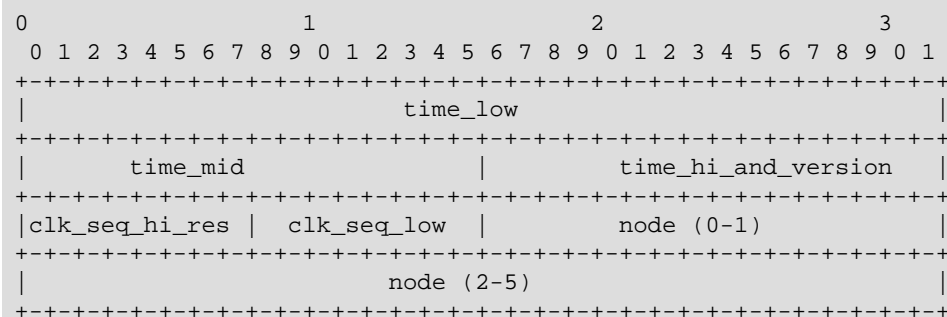 0                   1                   2                   3
 0 1 2 3 4 5 6 7 8 9 0 1 2 3 4 5 6 7 8 9 0 1 2 3 4 5 6 7 8 9 0 1
+-+-+-+-+-+-+-+-+-+-+-+-+-+-+-+-+-+-+-+-+-+-+-+-+-+-+-+-+-+-+-+-+
|                          time_low                             |
+-+-+-+-+-+-+-+-+-+-+-+-+-+-+-+-+-+-+-+-+-+-+-+-+-+-+-+-+-+-+-+-+
|       time_mid                |         time_hi_and_version   |
+-+-+-+-+-+-+-+-+-+-+-+-+-+-+-+-+-+-+-+-+-+-+-+-+-+-+-+-+-+-+-+-+
|clk_seq_hi_res |  clk_seq_low  |         node (0-1)            |
+-+-+-+-+-+-+-+-+-+-+-+-+-+-+-+-+-+-+-+-+-+-+-+-+-+-+-+-+-+-+-+-+
|                         node (2-5)                            |
+-+-+-+-+-+-+-+-+-+-+-+-+-+-+-+-+-+-+-+-+-+-+-+-+-+-+-+-+-+-+-+-+